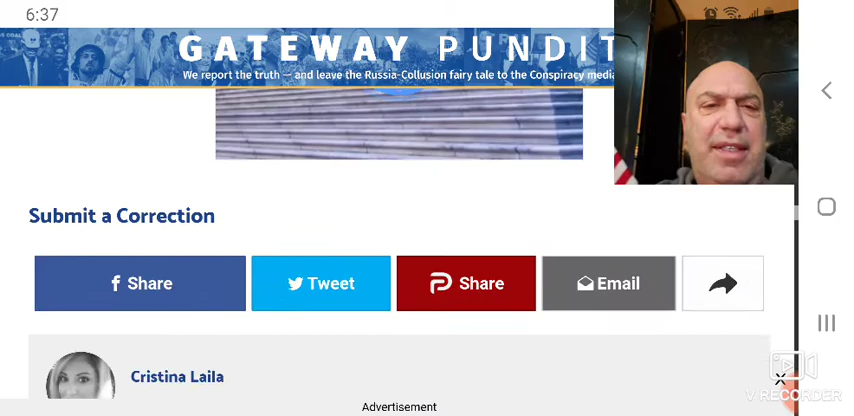 6:37
GATEWAY PUNDIT
We report the truth — and leave the Russia-Collusion fairy tale to the Conspiracy media
Submit a Correction
Share
Tweet
Share
Email
Cristina Laila
Advertisement
V RECORDER